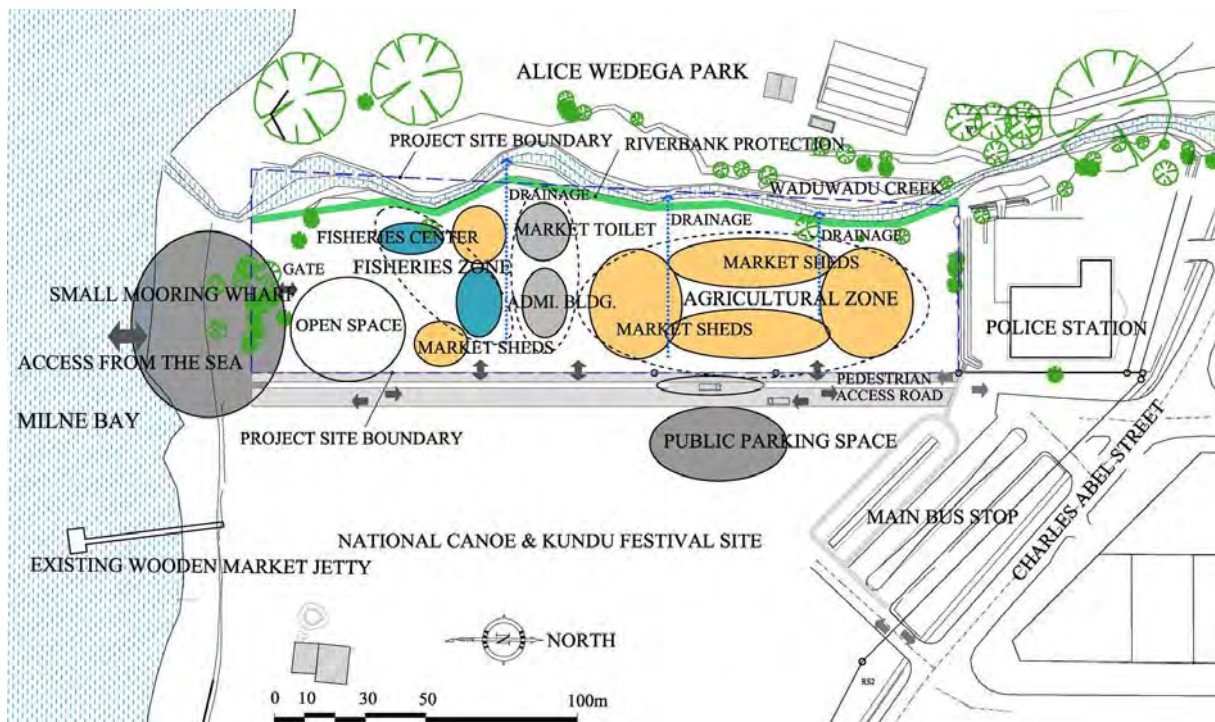 ALICE WEDEGA PARK
PROJECT SITE BOUNDARY
RIVERBANK PROTECTION
WADUWADU CREEK
DRAINAGE
DRAINAGE
DRAINAGE
FISHERIES CENTER
MARKET TOILET
FISHERIES ZONE
MARKET SHEDS
GATE
SMALL MOORING WHARF
ADMI. BLDG.
AGRICULTURAL ZONE
OPEN SPACE
MARKET SHEDS
POLICE STATION
MARKET SHEDS
ACCESS FROM THE SEA
PEDESTRIAN
ACCESS ROAD
MILNE BAY
PROJECT SITE BOUNDARY
PUBLIC PARKING SPACE
MAIN BUS STOP
CHARLES ABEL STREET
NATIONAL CANOE & KUNDU FESTIVAL SITE
EXISTING WOODEN MARKET JETTY
N
NORTH
RS2
0 10 30 50 100m